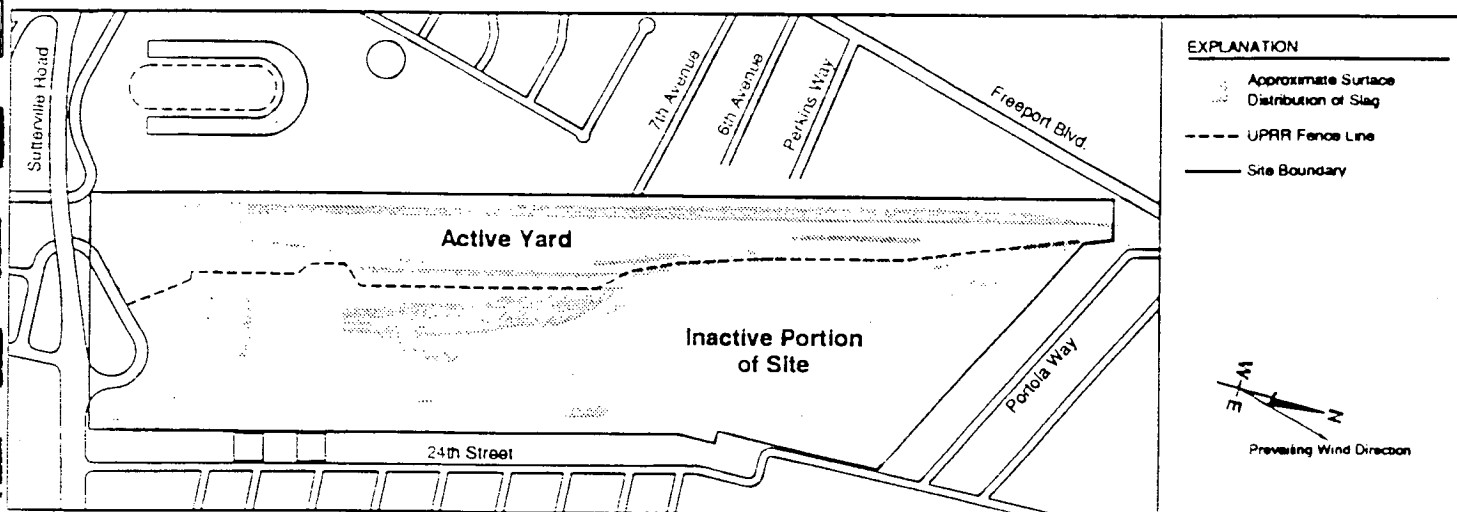 Sutterville Road
7th Avenue
6th Avenue
Perkins Way
Freeport Blvd.
Active Yard
Inactive Portion
of Site
Portola Way
24th Street
EXPLANATION
Approximate Surface
Distribution of Slag
UPRR Fence Line
Site Boundary
W
E
N
Prevailing Wind Direction